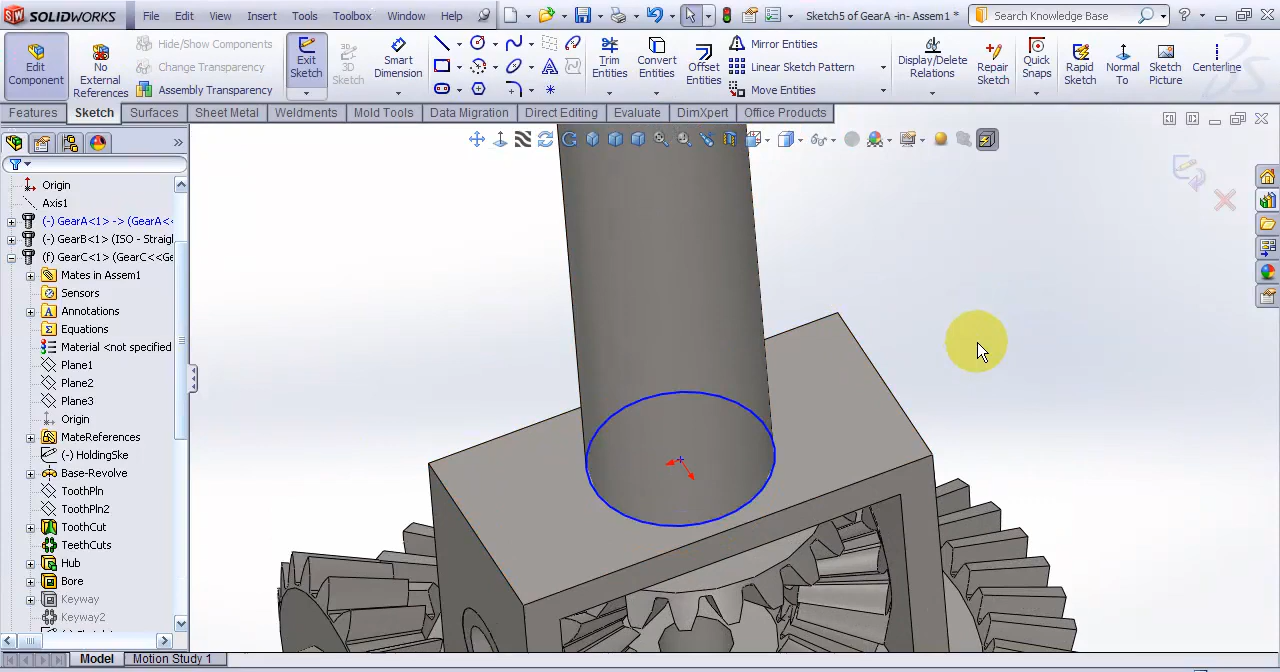 SOLIDWORKS File Edit View Insert Tools Toolbox Window Help Sketch5 of GearA -in- Assem1 * Search Knowledge Base ?
Edit Component
No External References
Hide/Show Components
Change Transparency
Assembly Transparency
Exit Sketch
3D Sketch
Smart Dimension
Trim Entities
Convert Entities
Offset Entities
Mirror Entities
Linear Sketch Pattern
Move Entities
Display/Delete Relations
Repair Sketch
Quick Snaps
Rapid Sketch
Normal To
Sketch Picture
Centerline
Features Sketch Surfaces Sheet Metal Weldments Mold Tools Data Migration Direct Editing Evaluate DimXpert Office Products
Origin
Axis1
(-) GearA<1> -> (GearA<<
(-) GearB<1> (ISO - Straigh
(f) GearC<1> (GearC<<Ge
Mates in Assem1
Sensors
Annotations
Equations
Material <not specified
Plane1
Plane2
Plane3
Origin
MateReferences
(-) HoldingSke
Base-Revolve
ToothPln
ToothPln2
ToothCut
TeethCuts
Hub
Bore
Keyway
Keyway2
Model Motion Study 1